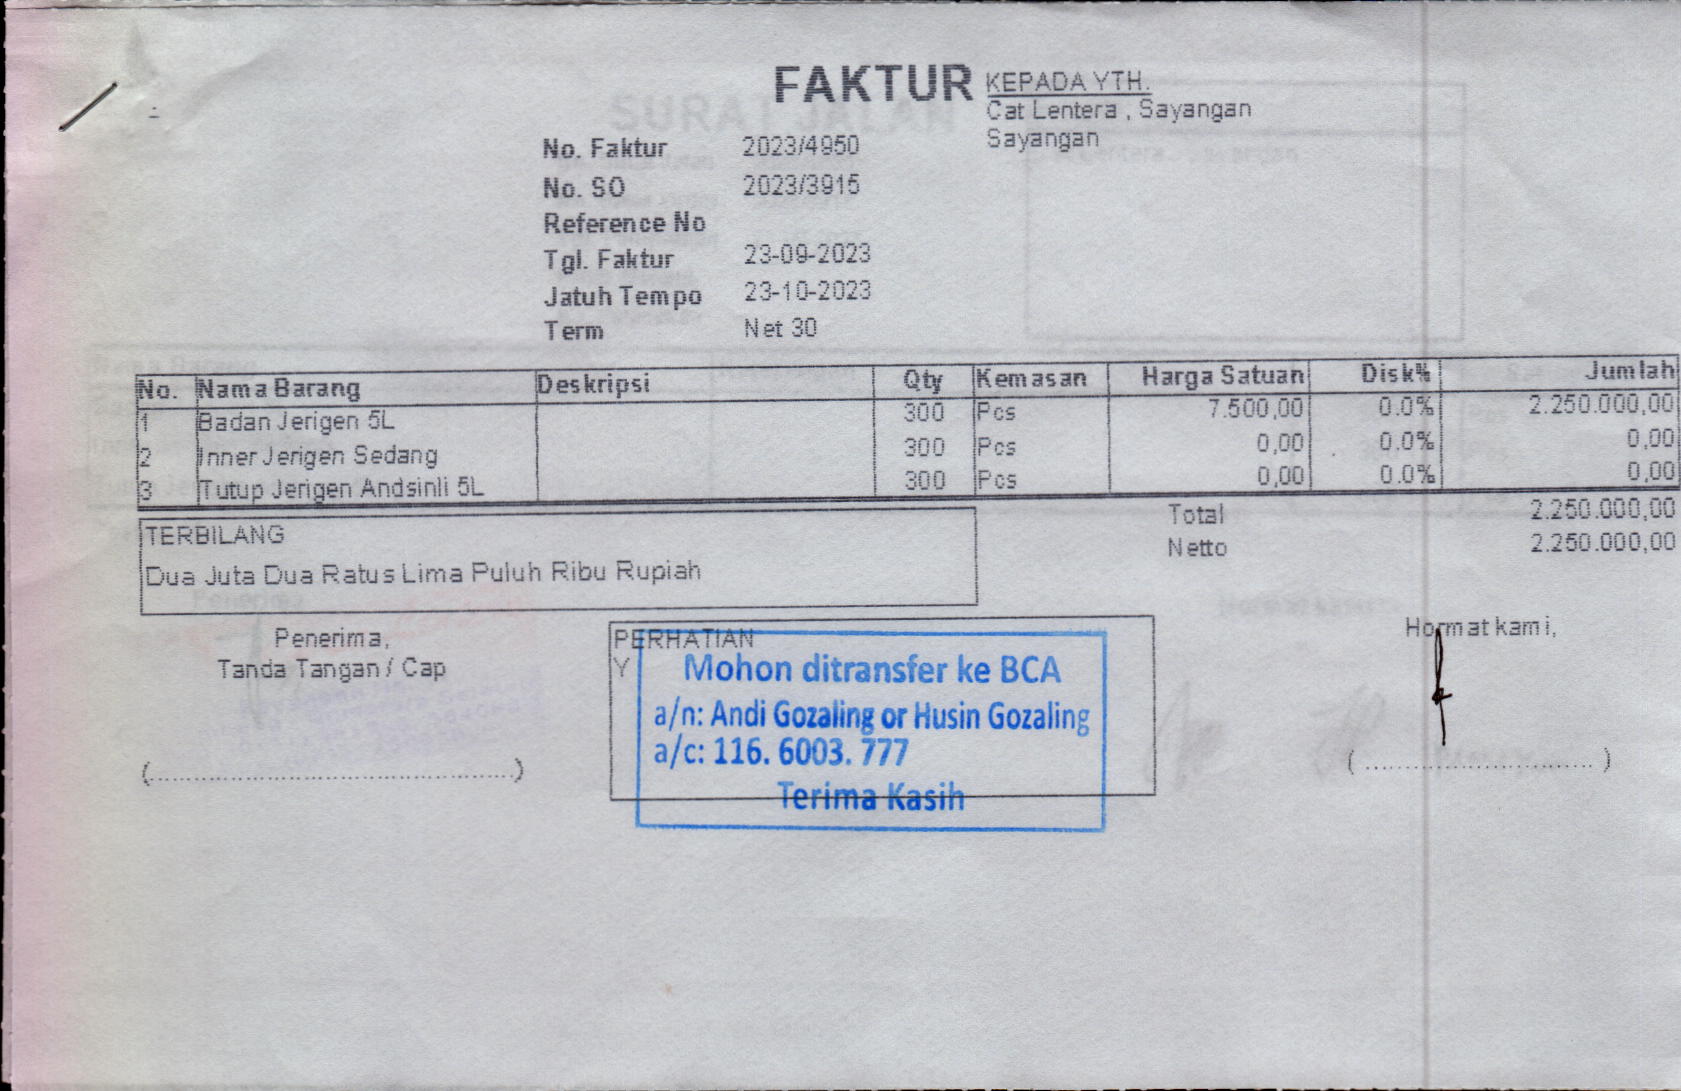 FAKTUR
KEPADA YTH.
Cat Lentera , Sayangan
Sayangan
No. Faktur 2023/4950
No. SO 2023/3915
Reference No
Tgl. Faktur 23-09-2023
Jatuh Tempo 23-10-2023
Term Net 30
No. Nama Barang Deskripsi Qty Kemasan Harga Satuan Disk% Jumlah
1 Badan Jerigen 5L 300 Pcs 7.500,00 0.0% 2.250.000,00
2 Inner Jerigen Sedang 300 Pcs 0,00 0.0% 0,00
3 Tutup Jerigen Andsinli 5L 300 Pcs 0,00 0.0% 0,00
Total 2.250.000,00
Netto 2.250.000,00
TERBILANG
Dua Juta Dua Ratus Lima Puluh Ribu Rupiah
Penerima,
Tanda Tangan / Cap
(........................................)
PERHATIAN
Y
Mohon ditransfer ke BCA
a/n: Andi Gozaling or Husin Gozaling
a/c: 116. 6003. 777
Terima Kasih
Hormat kami,
(.........................)
SURAT JALAN